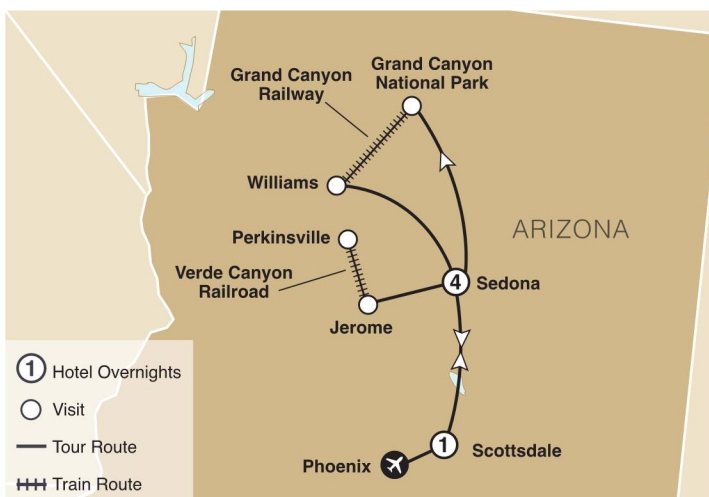 Grand Canyon
National Park
Grand Canyon
Railway
Williams
Perkinsville
ARIZONA
Verde Canyon
Railroad
4
Sedona
Jerome
1
Scottsdale
Phoenix
1 Hotel Overnights
Visit
Tour Route
Train Route